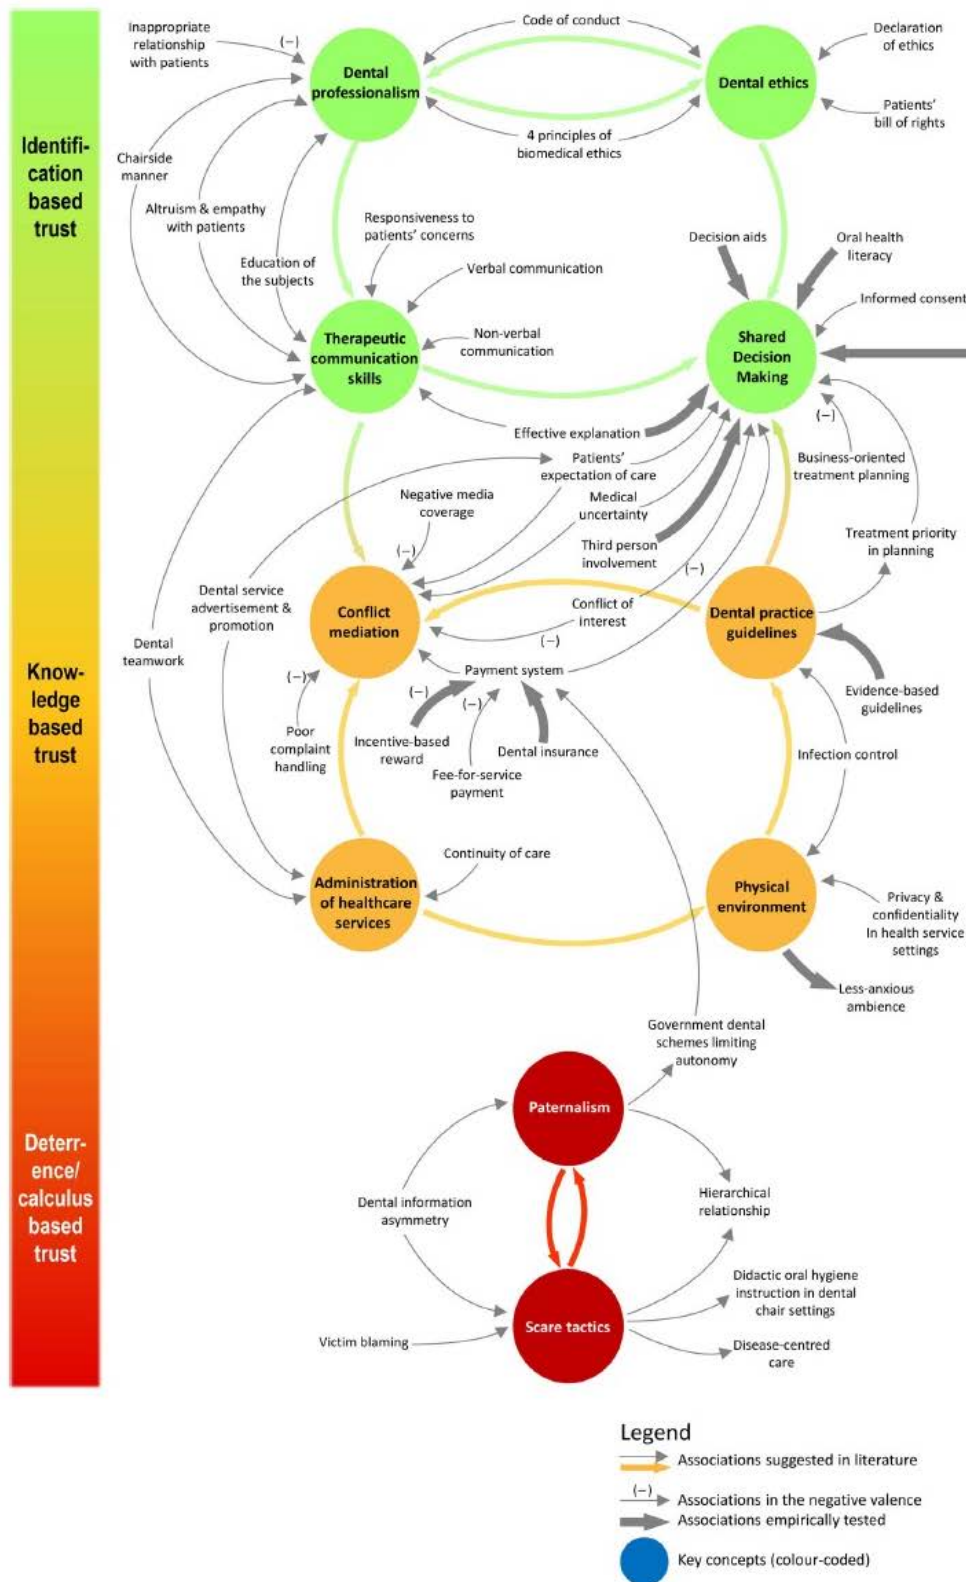 Identifi-
cation
based
trust
Know-
ledge
based
trust
Deterr-
ence/
calculus
based
trust
Inappropriate
relationship
with patients
(−)
Dental
professionalism
Code of conduct
Dental ethics
Declaration
of ethics
Patients'
bill of rights
4 principles of
biomedical ethics
Chairside
manner
Altruism & empathy
with patients
Education of
the subjects
Responsiveness to
patients' concerns
Verbal communication
Non-verbal
communication
Therapeutic
communication
skills
Decision aids
Oral health
literacy
Informed consent
Shared
Decision
Making
Effective explanation
(−)
Business-oriented
treatment planning
Patients'
expectation of care
Negative media
coverage
(−)
Medical
uncertainty
Third person
involvement
(−)
Treatment priority
in planning
Dental service
advertisement &
promotion
Dental
teamwork
Conflict
mediation
Conflict of
interest
(−)
Dental practice
guidelines
Payment system
(−)
(−)
(−)
Poor
complaint
handling
Incentive-based
reward
Fee-for-service
payment
Dental insurance
Evidence-based
guidelines
Infection control
Administration
of healthcare
services
Continuity of care
Physical
environment
Privacy &
confidentiality
In health service
settings
Less-anxious
ambience
Government dental
schemes limiting
autonomy
Paternalism
Dental information
asymmetry
Hierarchical
relationship
Scare tactics
Victim blaming
Didactic oral hygiene
instruction in dental
chair settings
Disease-centred
care
Legend
Associations suggested in literature
(−)
Associations in the negative valence
Associations empirically tested
Key concepts (colour-coded)